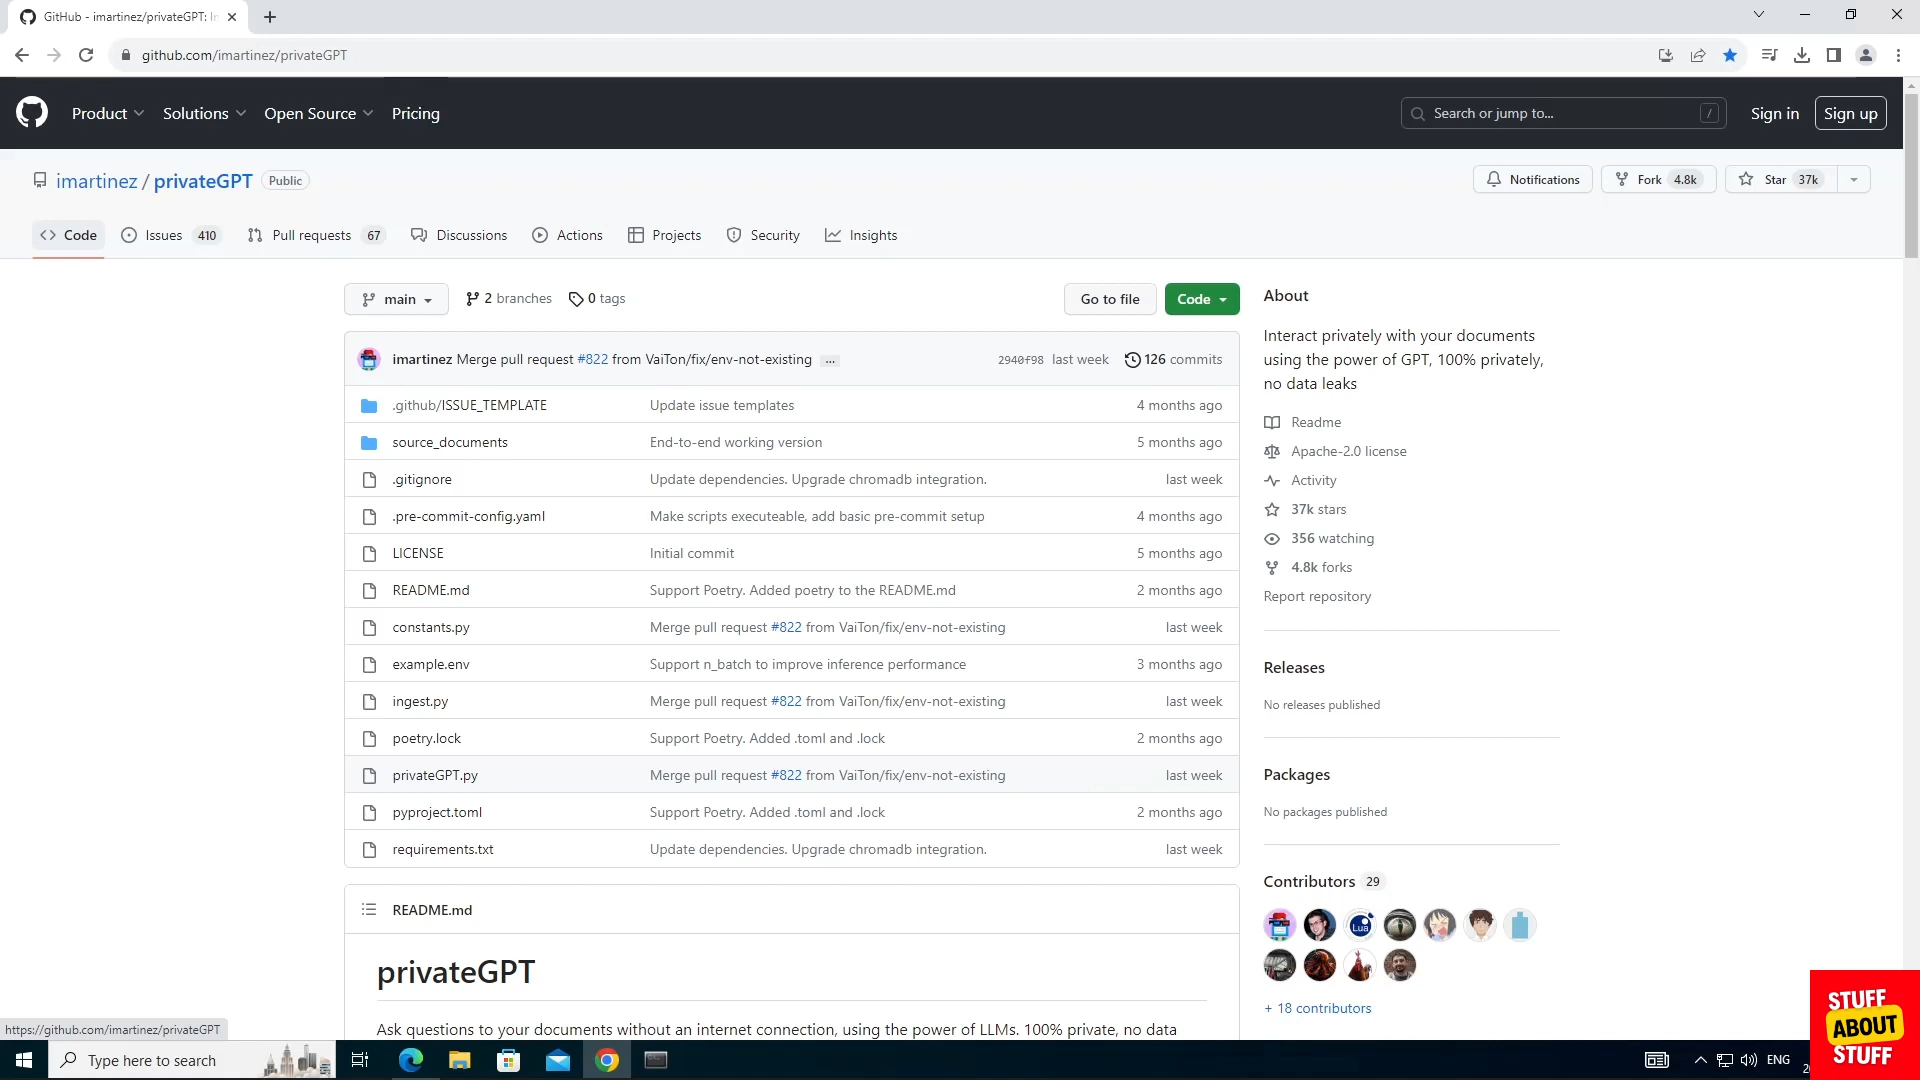 GitHub - imartinez/privateGPT: In
github.com/imartinez/privateGPT
Product Solutions Open Source Pricing
Search or jump to... /
Sign in Sign up
imartinez / privateGPT Public
Notifications Fork 4.8k Star 37k
Code Issues 410 Pull requests 67 Discussions Actions Projects Security Insights
main 2 branches 0 tags Go to file Code
imartinez Merge pull request #822 from VaiTon/fix/env-not-existing ... 2940f98 last week 126 commits
.github/ISSUE_TEMPLATE Update issue templates 4 months ago
source_documents End-to-end working version 5 months ago
.gitignore Update dependencies. Upgrade chromadb integration. last week
.pre-commit-config.yaml Make scripts executeable, add basic pre-commit setup 4 months ago
LICENSE Initial commit 5 months ago
README.md Support Poetry. Added poetry to the README.md 2 months ago
constants.py Merge pull request #822 from VaiTon/fix/env-not-existing last week
example.env Support n_batch to improve inference performance 3 months ago
ingest.py Merge pull request #822 from VaiTon/fix/env-not-existing last week
poetry.lock Support Poetry. Added .toml and .lock 2 months ago
privateGPT.py Merge pull request #822 from VaiTon/fix/env-not-existing last week
pyproject.toml Support Poetry. Added .toml and .lock 2 months ago
requirements.txt Update dependencies. Upgrade chromadb integration. last week
README.md
privateGPT
Ask questions to your documents without an internet connection, using the power of LLMs. 100% private, no data
About
Interact privately with your documents
using the power of GPT, 100% privately,
no data leaks
Readme
Apache-2.0 license
Activity
37k stars
356 watching
4.8k forks
Report repository
Releases
No releases published
Packages
No packages published
Contributors 29
Lua
+ 18 contributors
https://github.com/imartinez/privateGPT
Type here to search
ENG
STUFF
ABOUT
STUFF